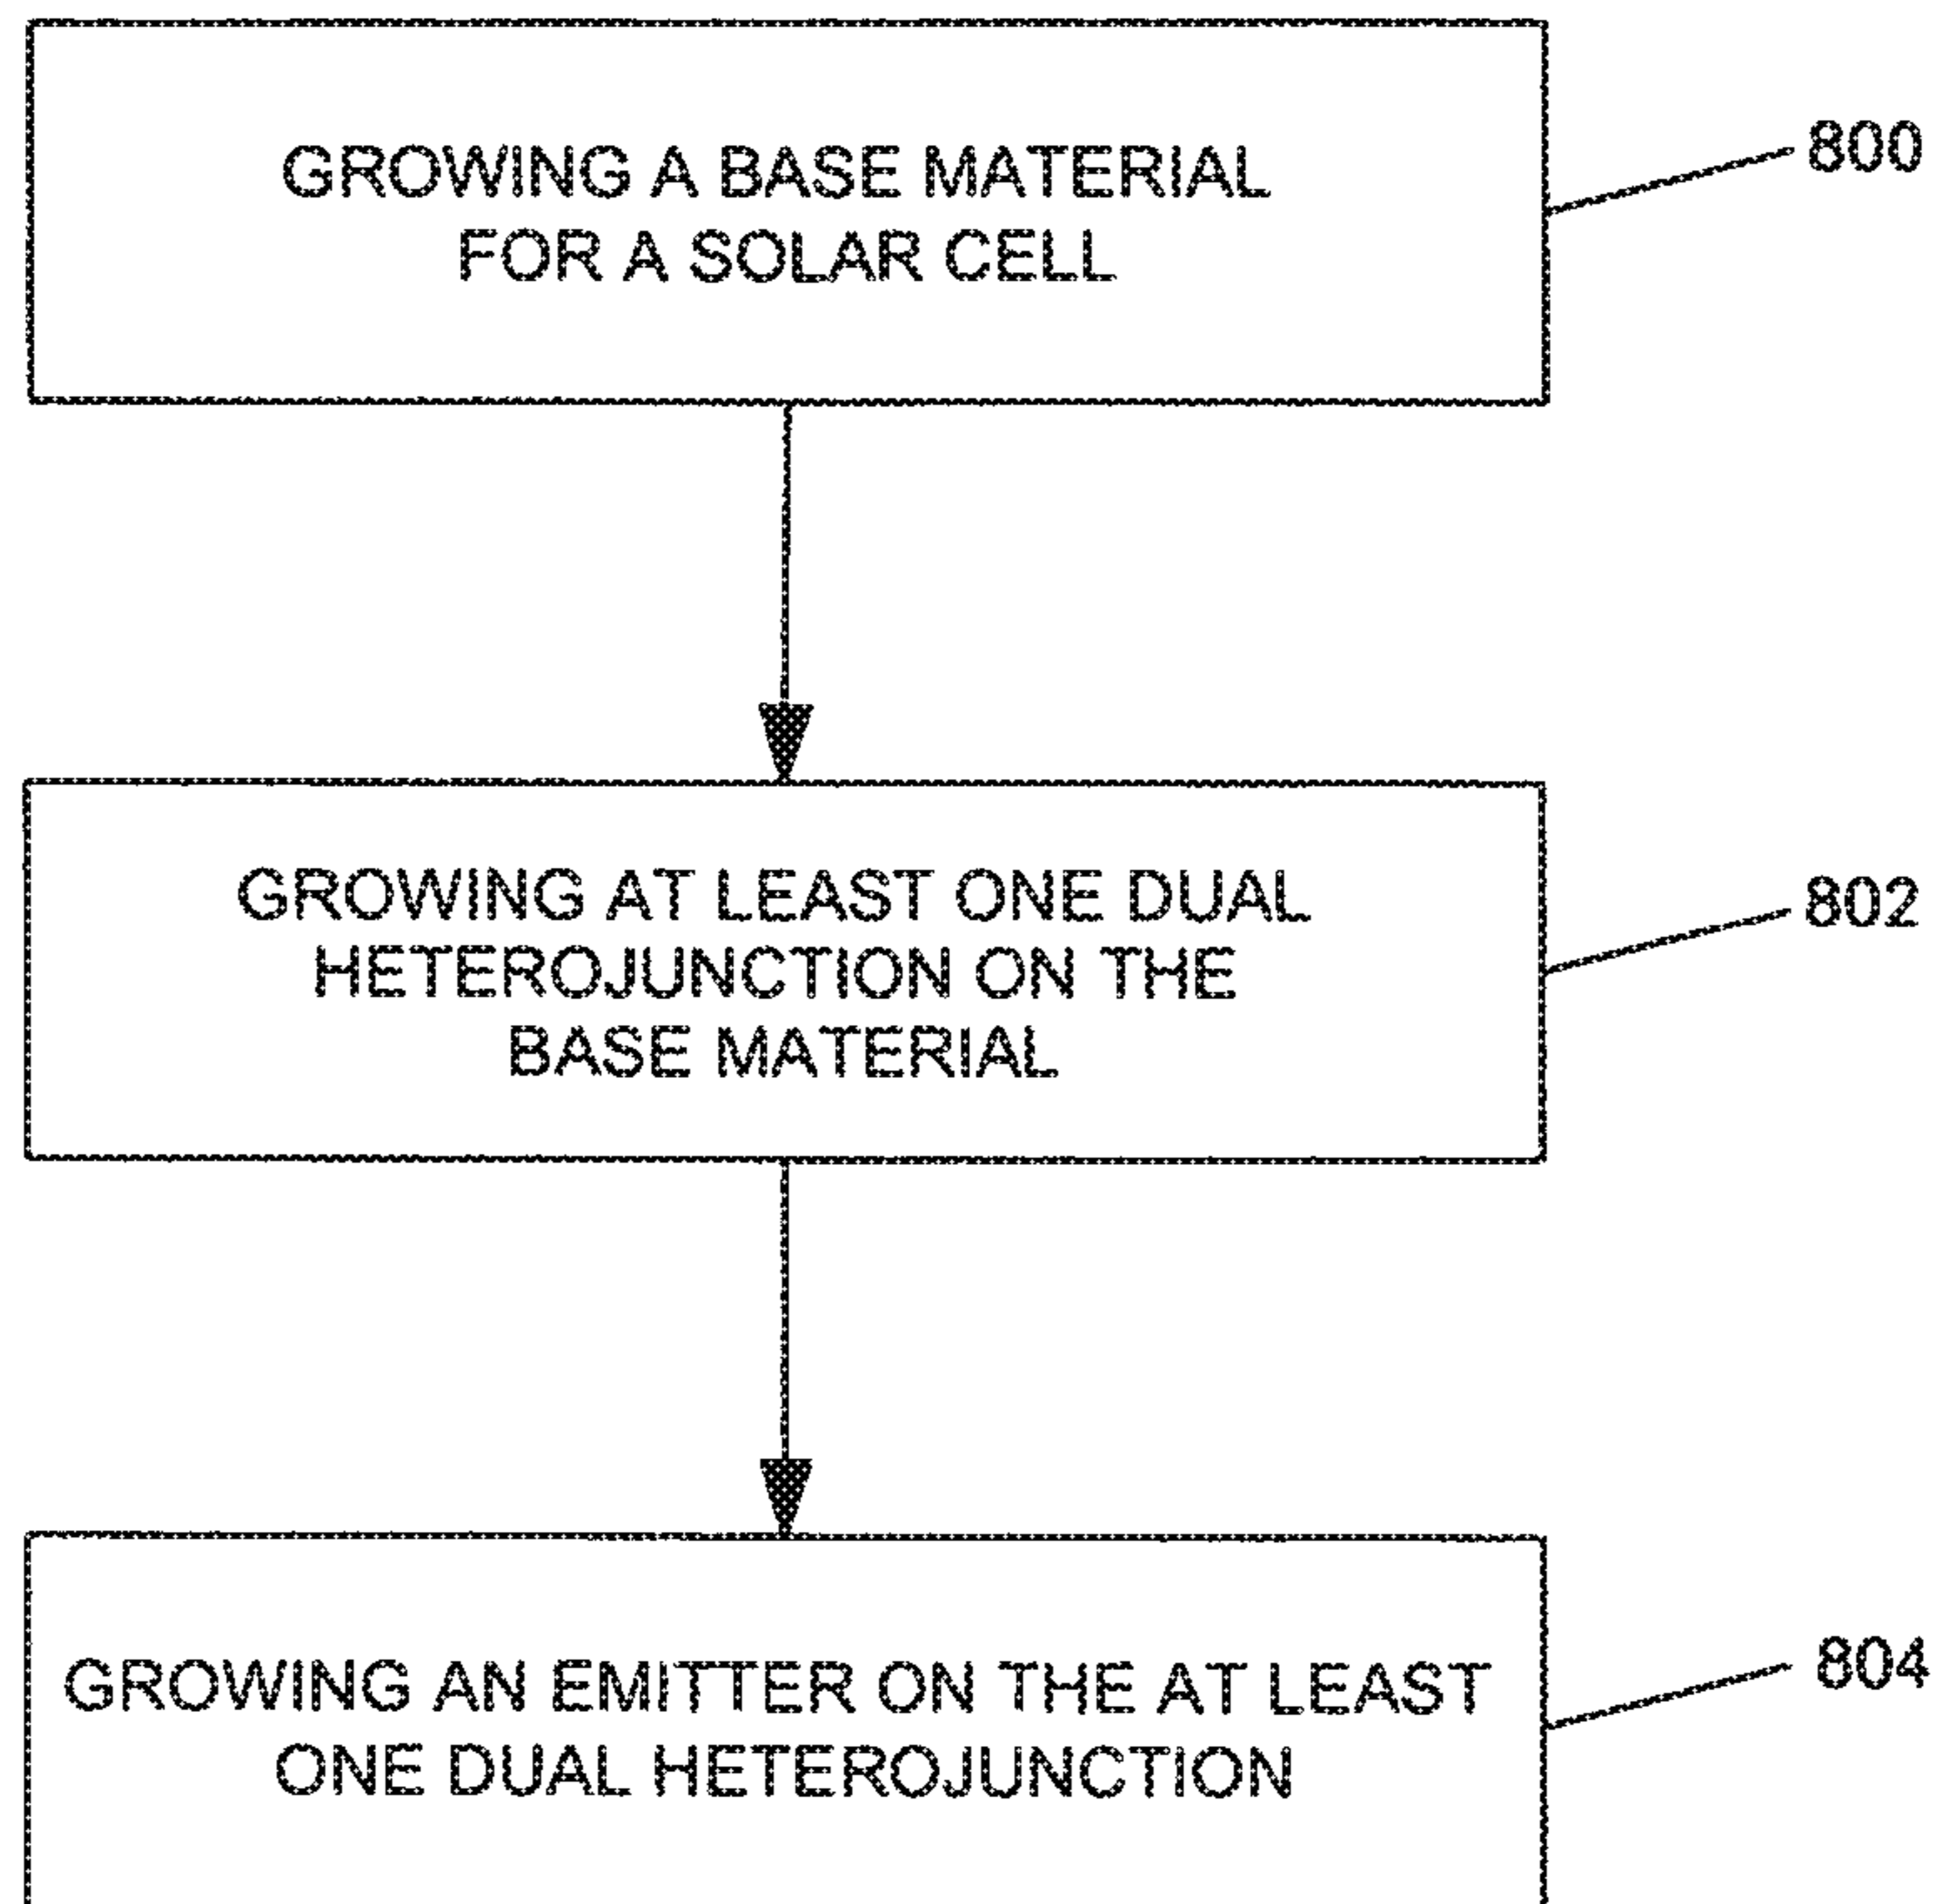 GROWING A BASE MATERIAL
FOR A SOLAR CELL
800
GROWING AT LEAST ONE DUAL
HETEROJUNCTION ON THE
BASE MATERIAL
802
GROWING AN EMITTER ON THE AT LEAST
ONE DUAL HETEROJUNCTION
804